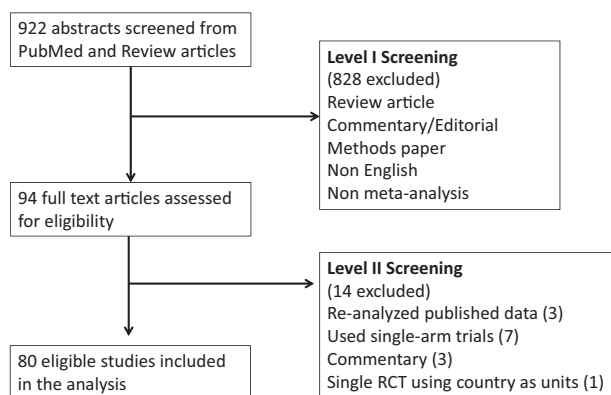 922 abstracts screened from
PubMed and Review articles
Level I Screening
(828 excluded)
Review article
Commentary/Editorial
Methods paper
Non English
Non meta-analysis
94 full text articles assessed
for eligibility
Level II Screening
(14 excluded)
Re-analyzed published data (3)
Used single-arm trials (7)
Commentary (3)
Single RCT using country as units (1)
80 eligible studies included
in the analysis